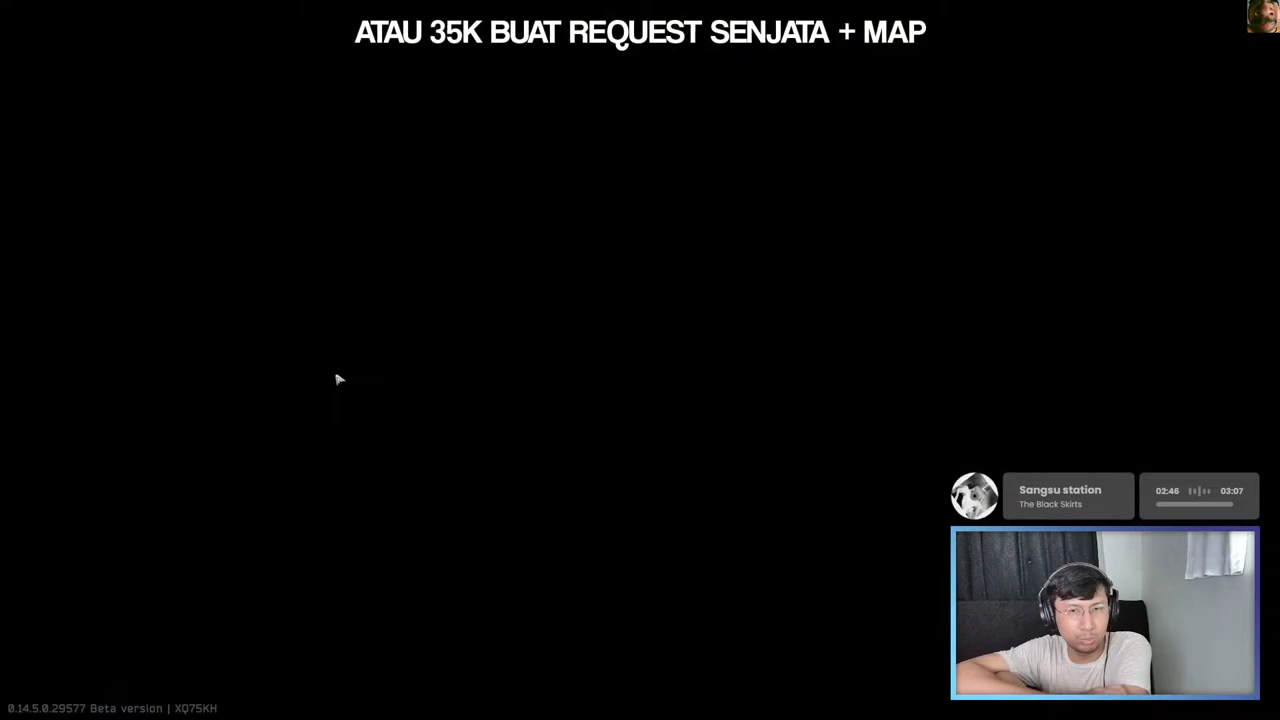 ATAU 35K BUAT REQUEST SENJATA + MAP
Sangsu station
The Black Skirts
02:46 03:07
0.14.5.0.29577 Beta version | XQ75KH